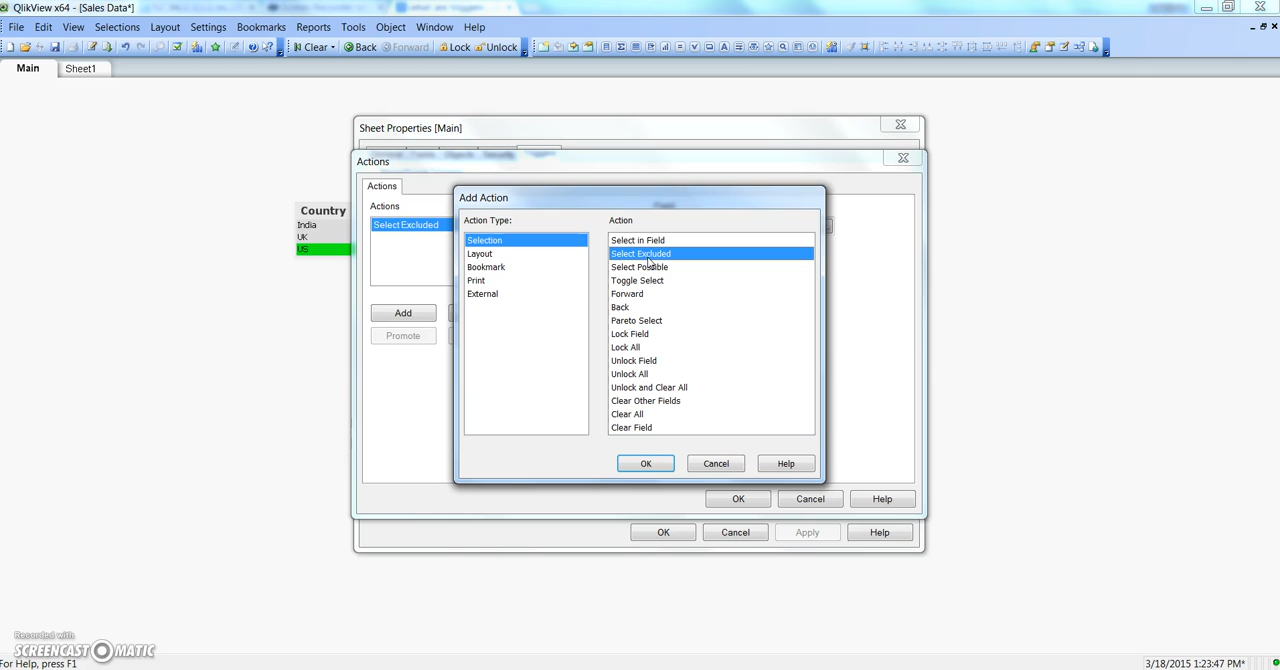 QlikView x64 - [Sales Data*]
File Edit View Selections Layout Settings Bookmarks Reports Tools Object Window Help
Clear Back Forward Lock Unlock
Main Sheet1
Sheet Properties [Main]
Actions
Actions
Actions
Select Excluded
Add
Promote
Country
India
UK
US
Add Action
Action Type:
Selection
Layout
Bookmark
Print
External
Action
Select in Field
Select Excluded
Select Possible
Toggle Select
Forward
Back
Pareto Select
Lock Field
Lock All
Unlock Field
Unlock All
Unlock and Clear All
Clear Other Fields
Clear All
Clear Field
OK Cancel Help
OK Cancel Help
OK Cancel Apply Help
Recorded with
SCREENCAST MATIC
For Help, press F1
3/18/2015 1:23:47 PM*